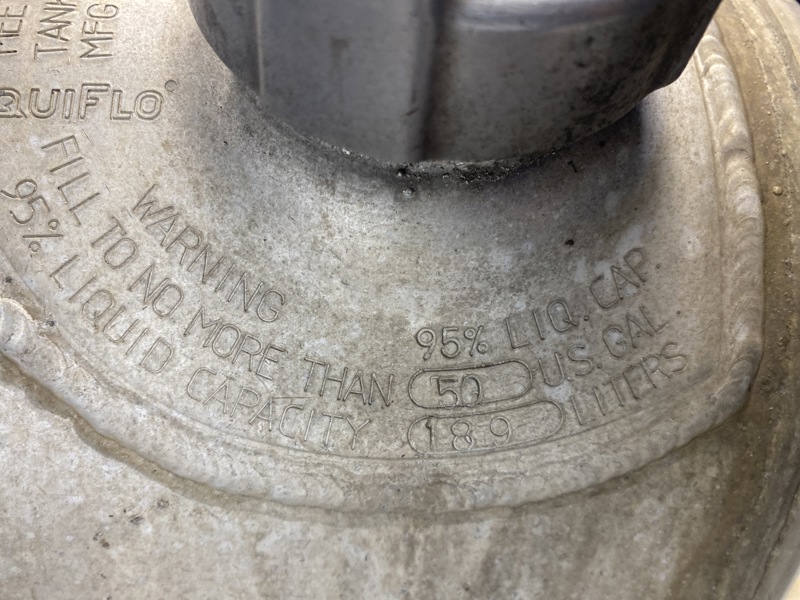 TANK
MFG
QUIFLO
WARNING
FILL TO NO MORE THAN
95% LIQUID CAPACITY
95% LIQ. CAP.
50 U.S. GAL
189 LITERS